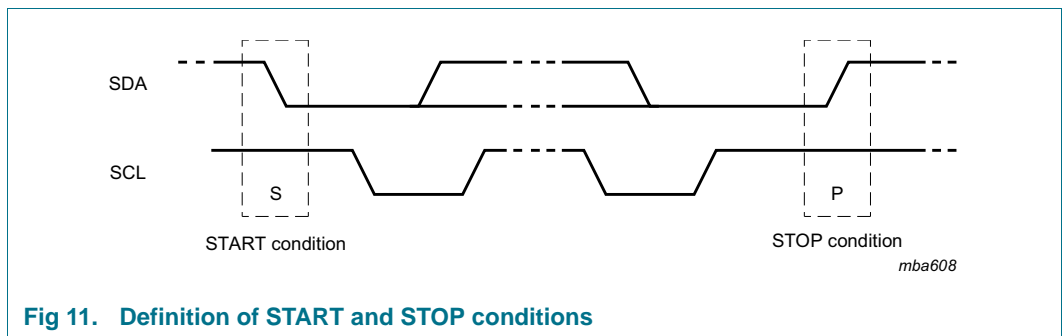 SDA
SCL
S
P
START condition
STOP condition
mba608
Fig 11. Definition of START and STOP conditions